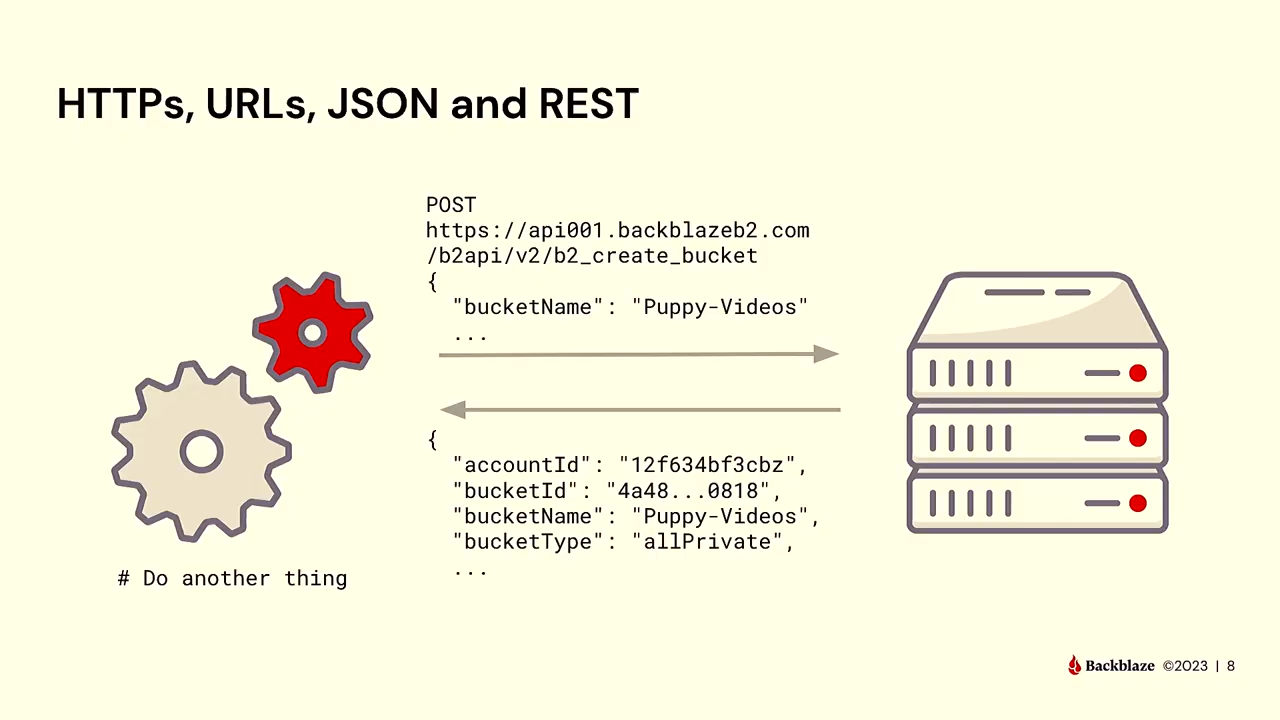 HTTPs, URLs, JSON and REST
POST
https://api001.backblazeb2.com
/b2api/v2/b2_create_bucket
{
  "bucketName": "Puppy-Videos"
  ...
{
  "accountId": "12f634bf3cbz",
  "bucketId": "4a48...0818",
  "bucketName": "Puppy-Videos",
  "bucketType": "allPrivate",
  ...
# Do another thing
Backblaze ©2023 | 8